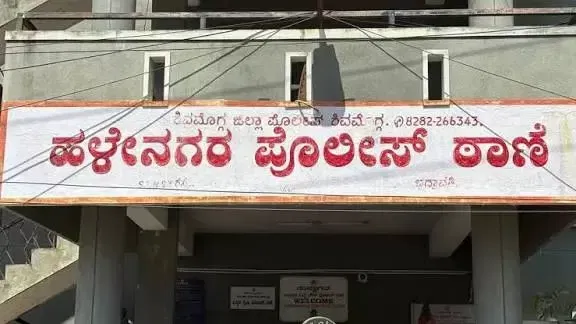 ಶಿವಮೊಗ್ಗ ಜಿಲ್ಲಾ ಪೊಲೀಸ್ ಶಿವಮೊಗ್ಗ. ✆8282-266343.
ಹಳೇನಗರ ಪೊಲೀಸ್ ಠಾಣೆ
ಭದ್ರಾವತಿ
WELCOME